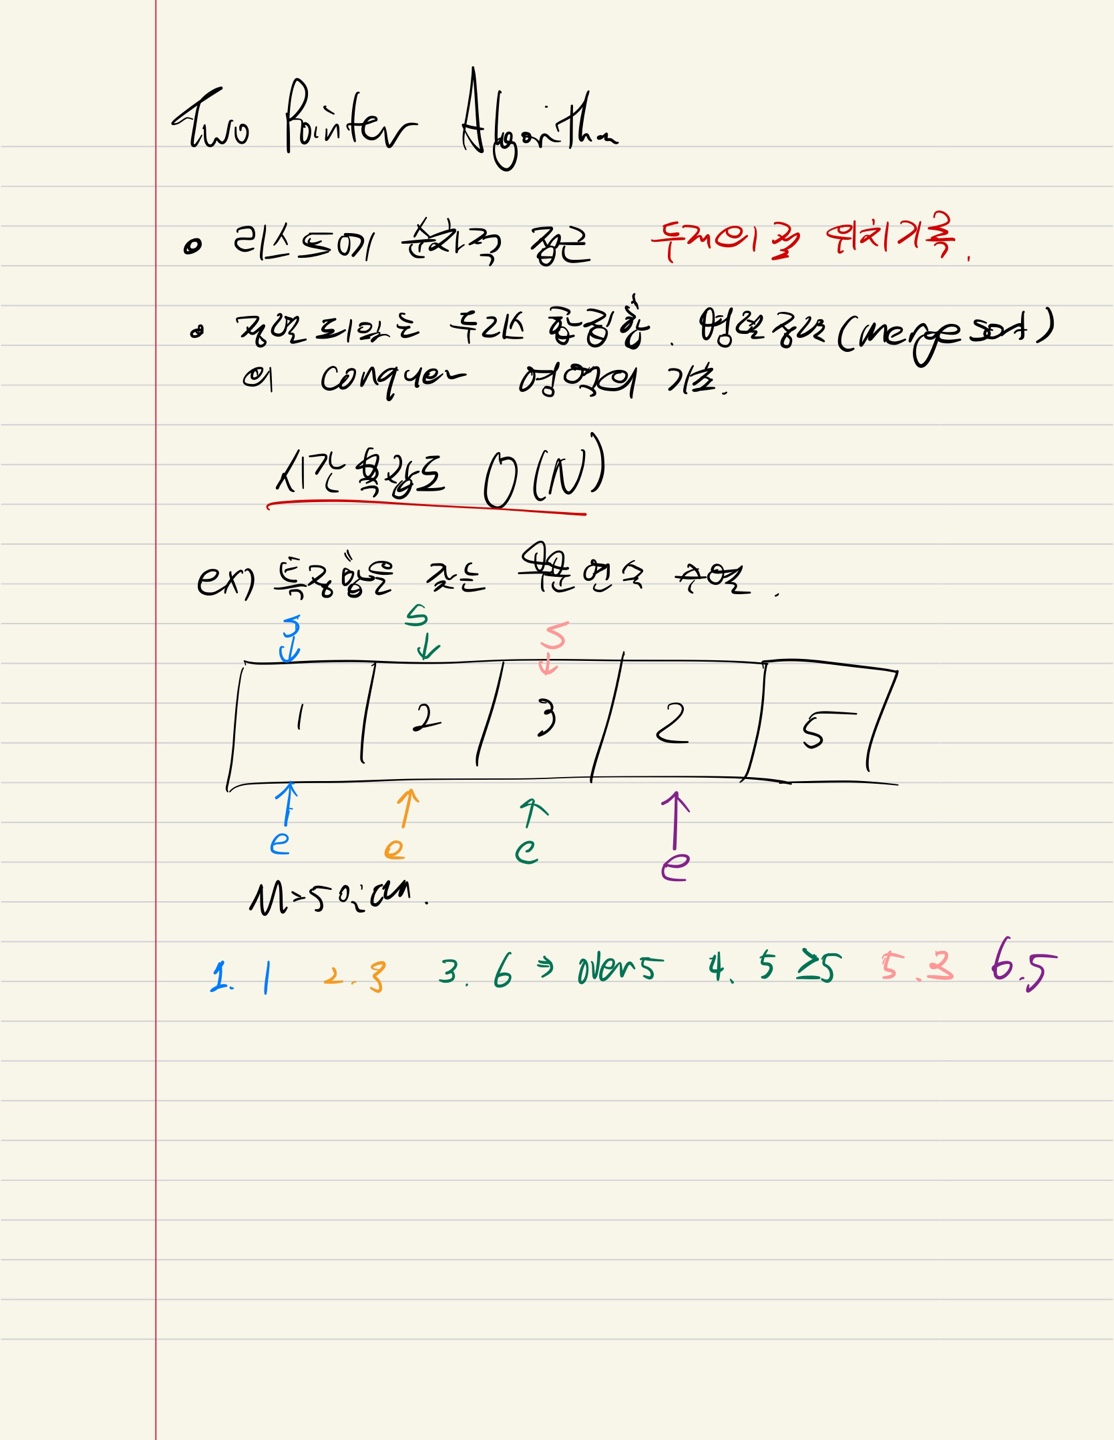 Two Pointer Algorithm
• 리스트에 순차적 접근 두개의 점 위치 기록.
• 정렬 되있는 두리스 합집합. 병렬정렬 (merge sort)
의 conquer 영역의 기초.
시간 복잡도 O(N)
ex) 특정합을 갖는 부분 연속 수열.
s s s
1 2 3 2 5
e e e e
M=5일 때.
1. 1 2. 3 3. 6 → over 5 4. 5 ≥5 5. 3 6. 5